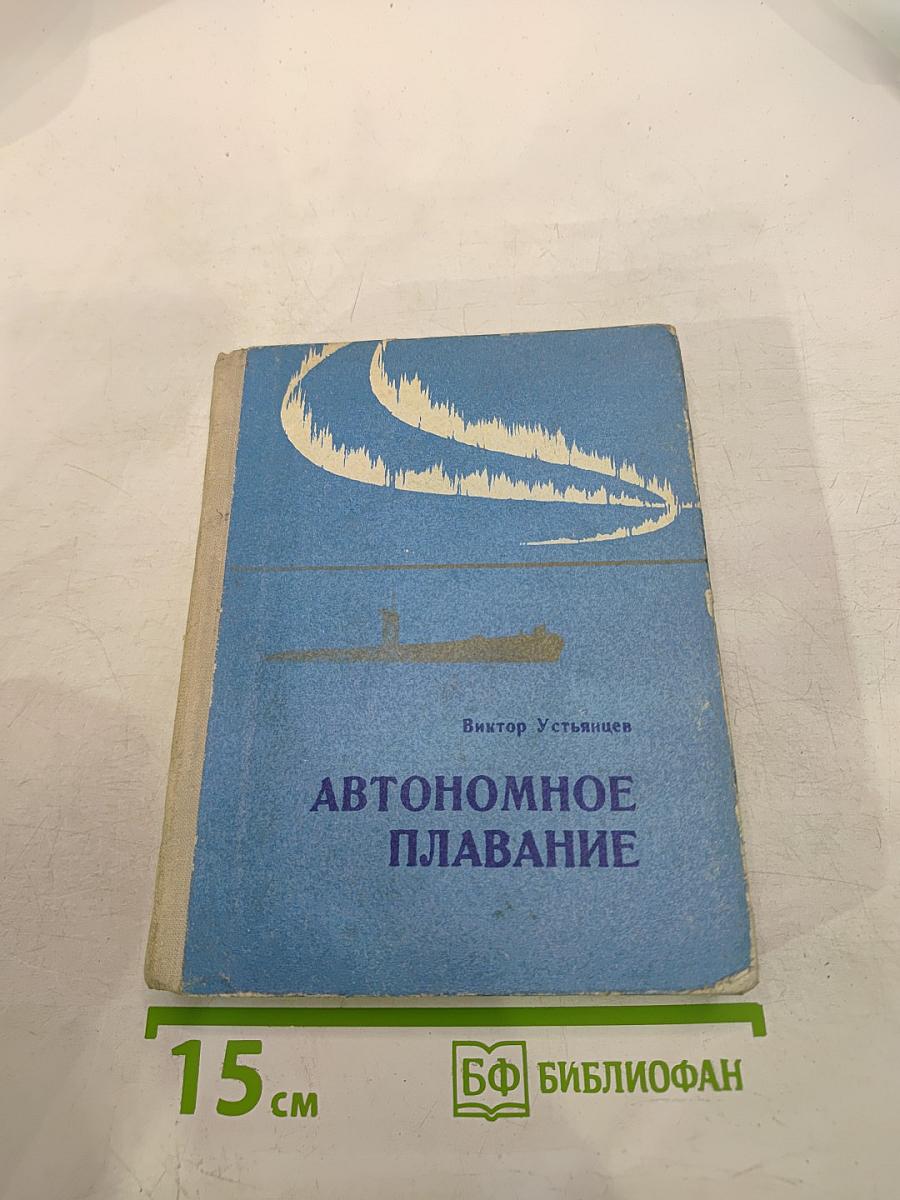 Виктор Устьянцев
АВТОНОМНОЕ
ПЛАВАНИЕ
15 см
БФ БИБЛИОФАН